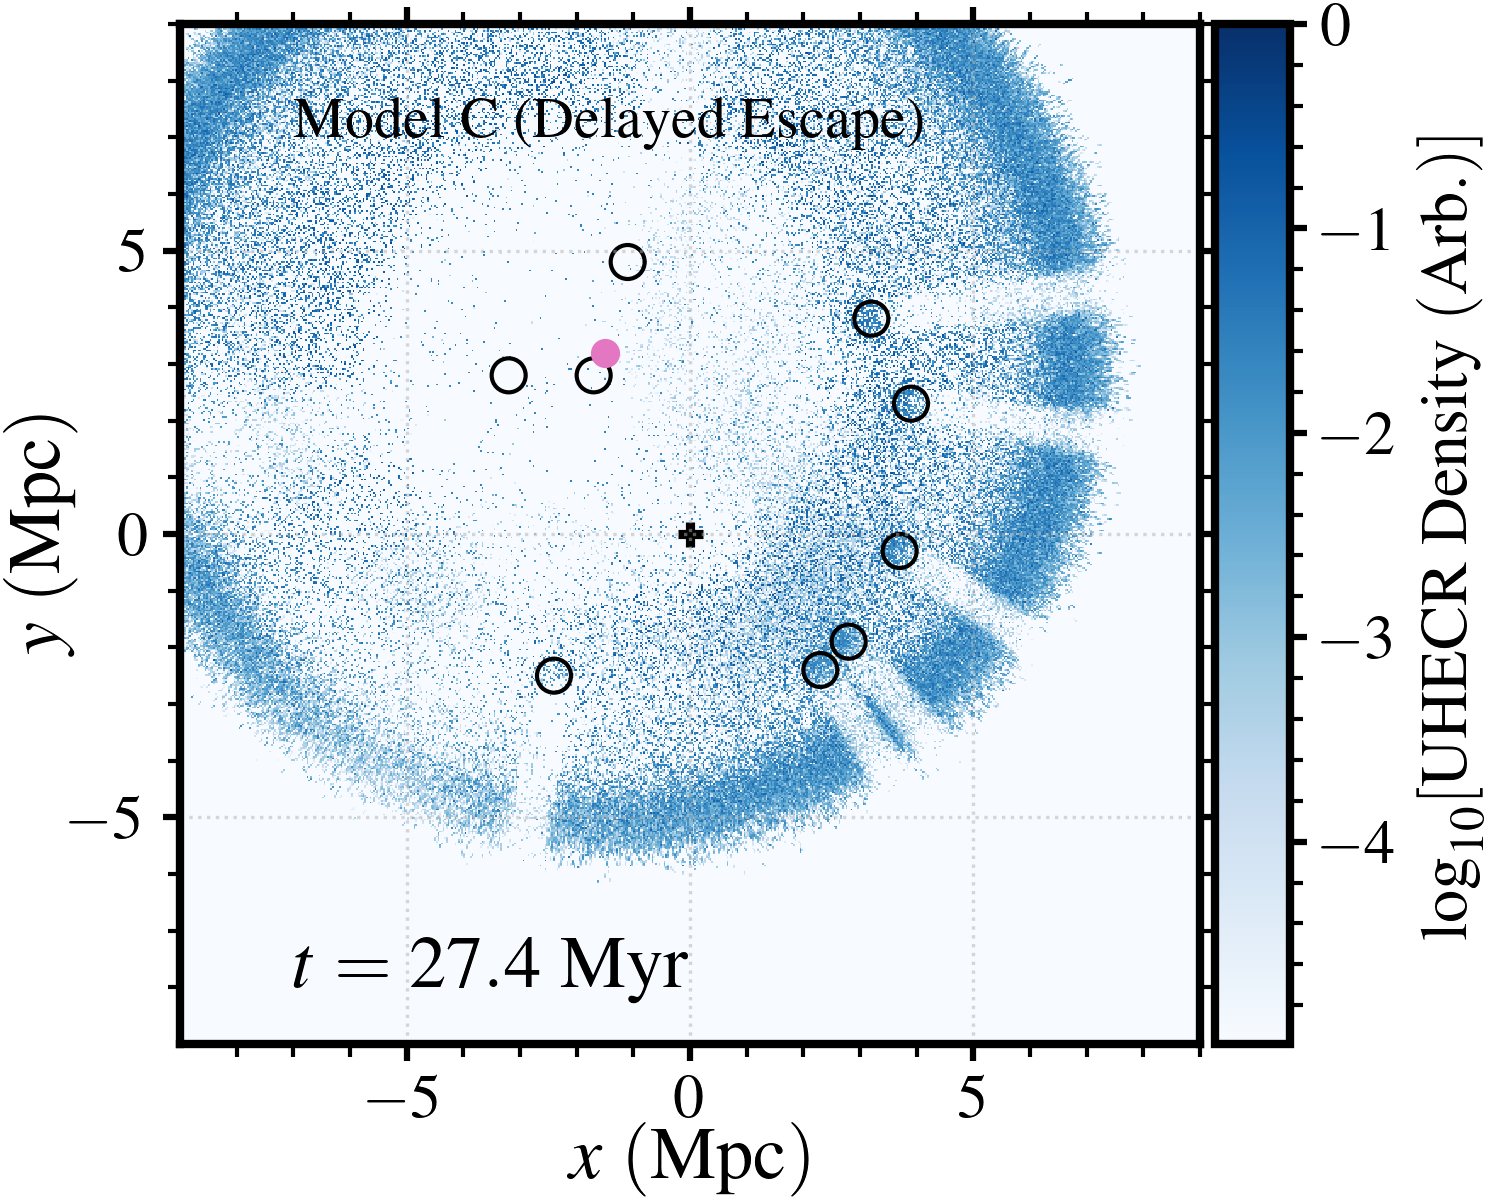 Model C (Delayed Escape)
t = 27.4 Myr
y (Mpc)
5
0
−5
−5
0
5
x (Mpc)
0
−1
−2
−3
−4
log₁₀[UHECR Density (Arb.)]